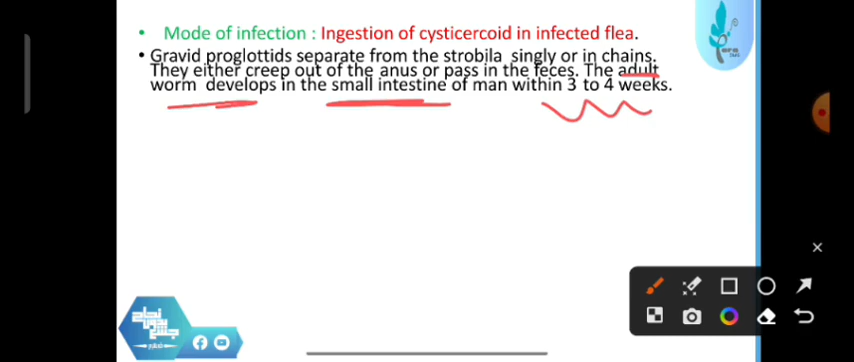 • Mode of infection : Ingestion of cysticercoid in infected flea.
• Gravid proglottids separate from the strobila singly or in chains.
They either creep out of the anus or pass in the feces. The adult
worm develops in the small intestine of man within 3 to 4 weeks.